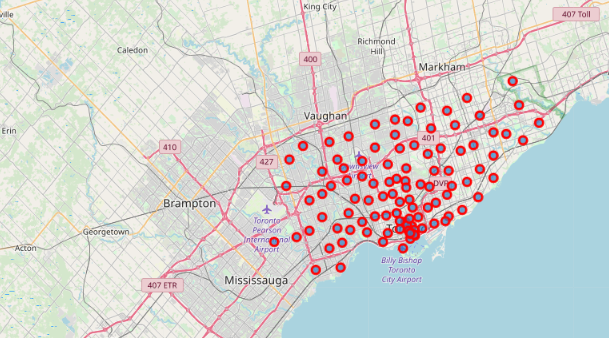 ville
King City
407 Toll
Richmond
Hill
Caledon
400
Markham
Vaughan
Erin
401
410
427
Brampton
Toronto
Pearson
International
Airport
Georgetown
Acton
Billy Bishop
Toronto
City Airport
Mississauga
407 ETR